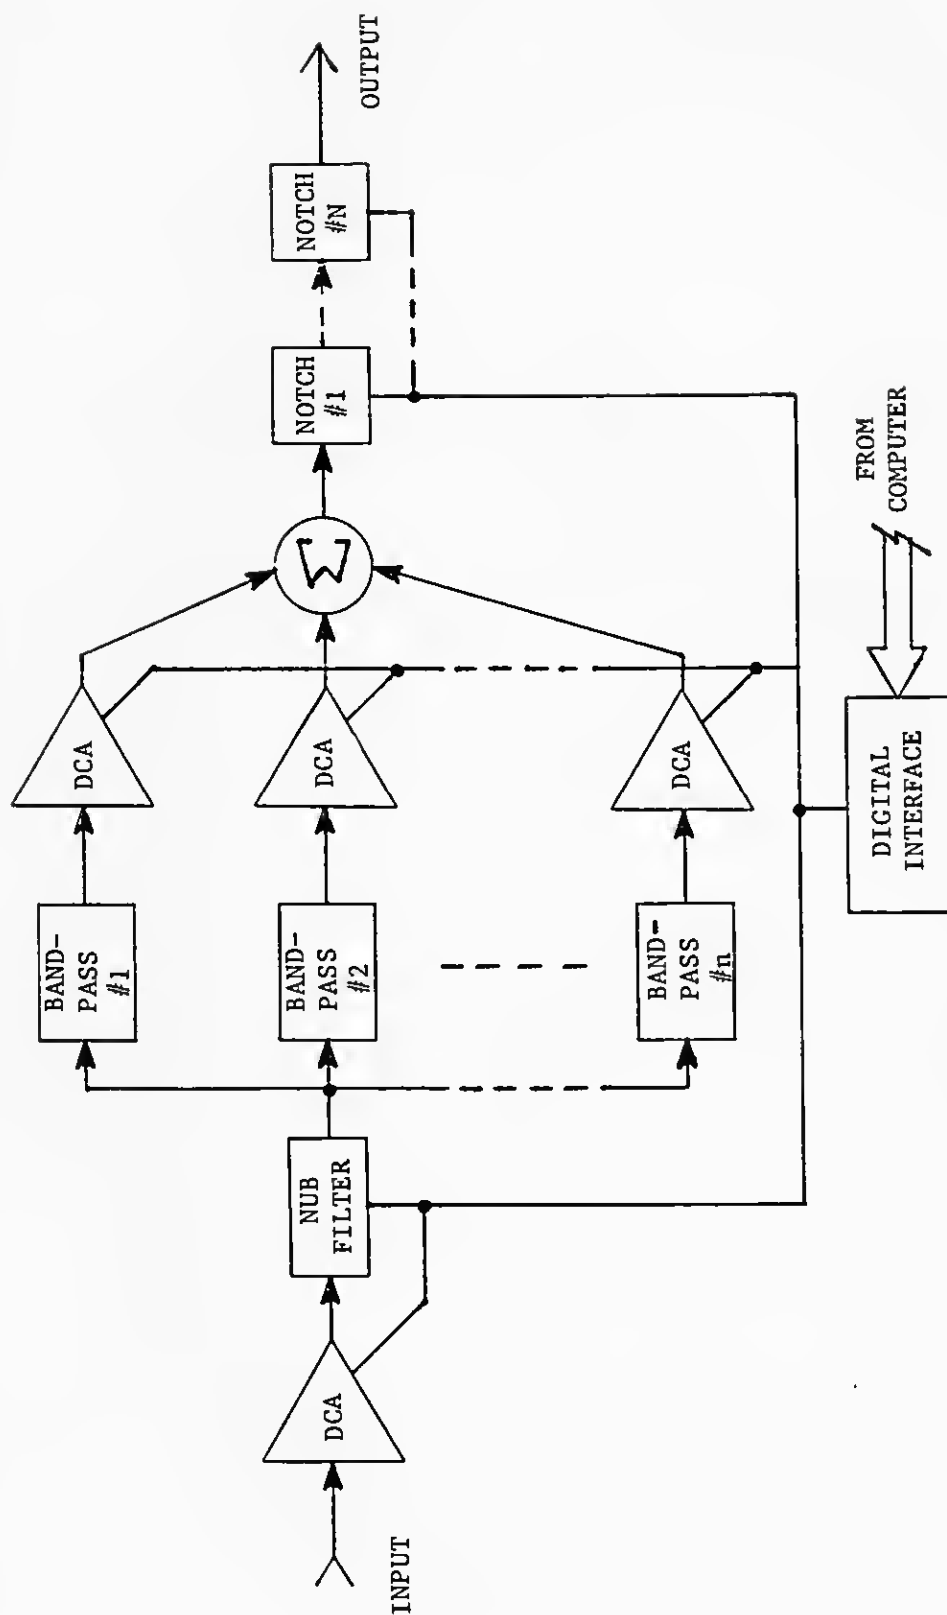 INPUT
DCA
NUB
FILTER
BAND-
PASS
#1
BAND-
PASS
#2
BAND-
PASS
#n
DCA
DCA
DCA
Σ
NOTCH
#1
NOTCH
#N
OUTPUT
DIGITAL
INTERFACE
FROM
COMPUTER